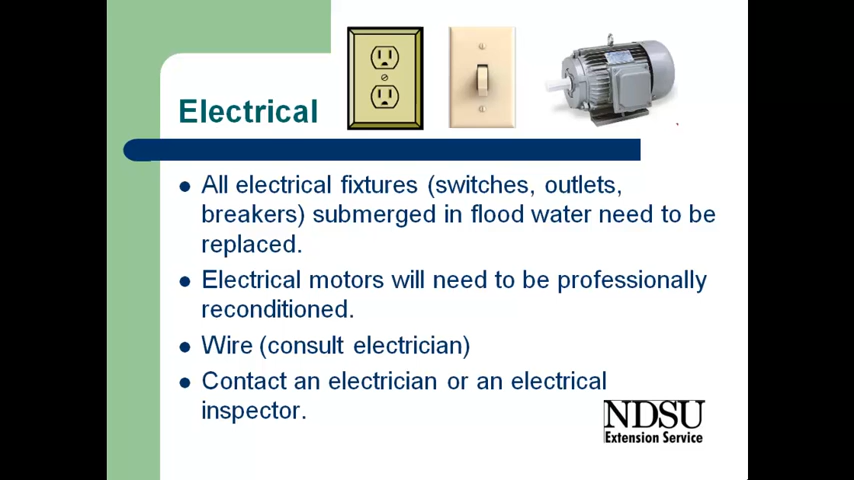 Electrical
All electrical fixtures (switches, outlets,
breakers) submerged in flood water need to be
replaced.
Electrical motors will need to be professionally
reconditioned.
Wire (consult electrician)
Contact an electrician or an electrical
inspector.
NDSU
Extension Service